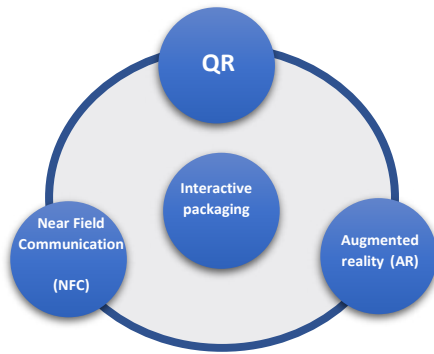 QR
Interactive
packaging
Near Field
Communication
(NFC)
Augmented
reality (AR)